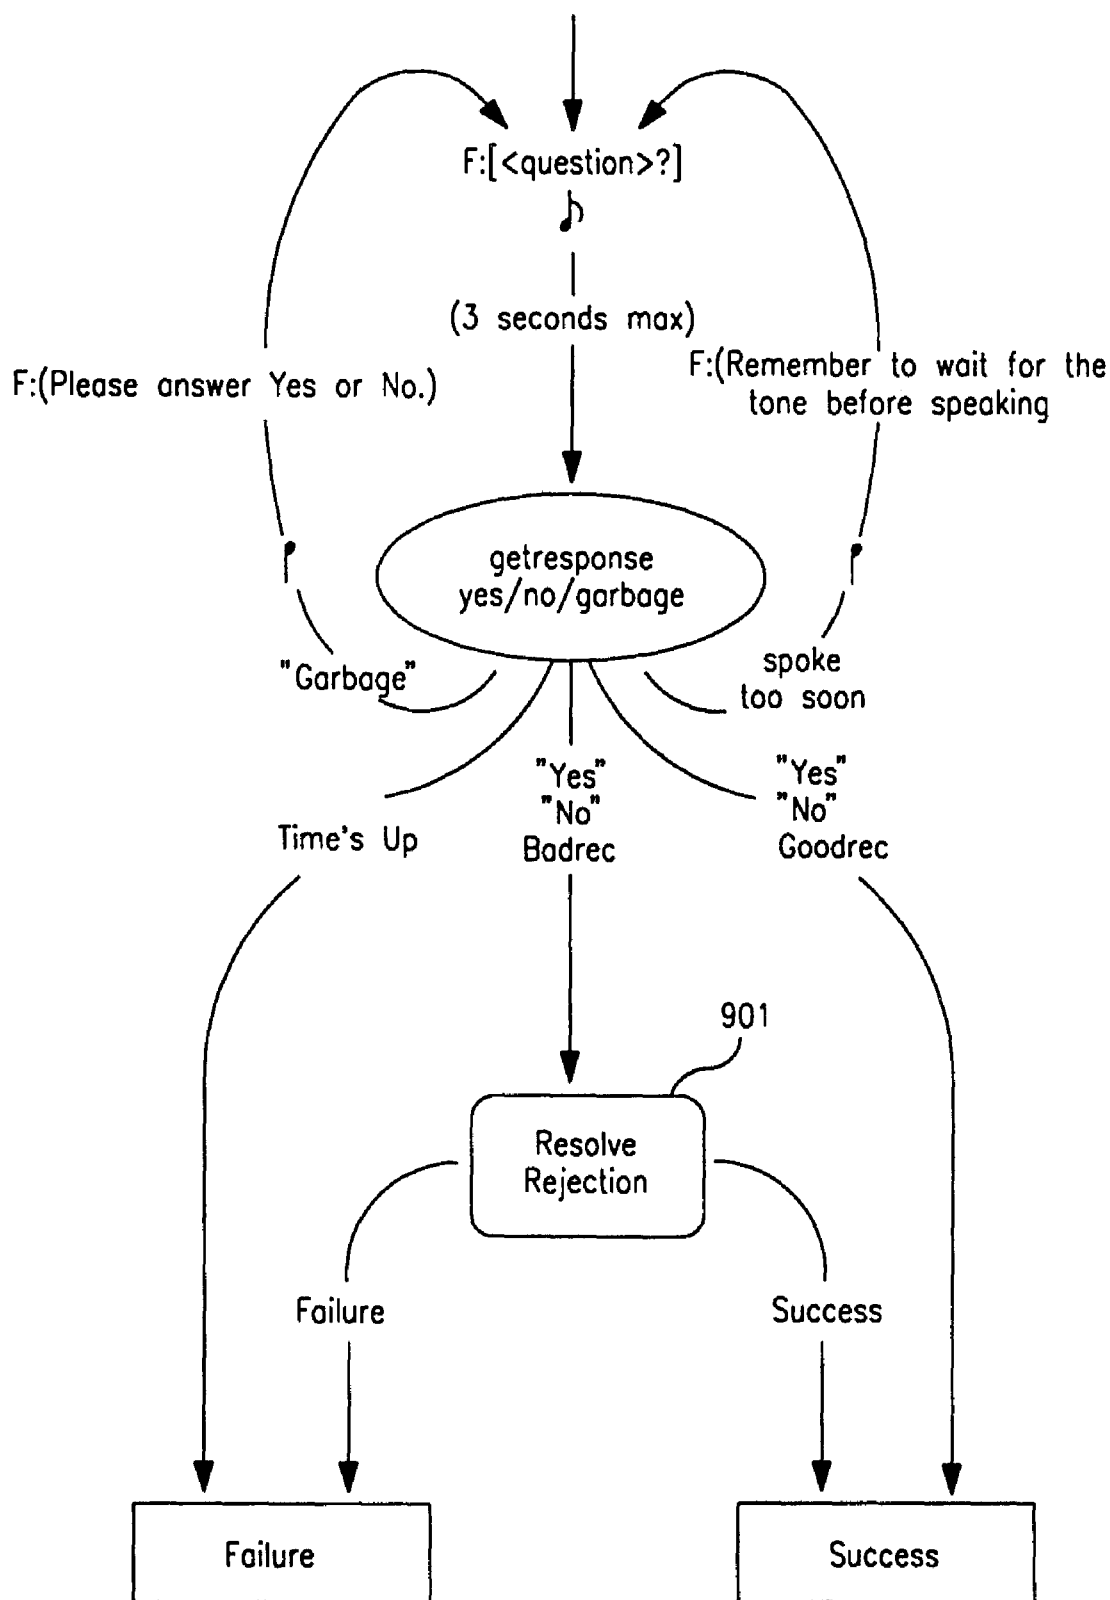 F:[<question>?]
(3 seconds max)
F:(Please answer Yes or No.)
F:(Remember to wait for the
tone before speaking
getresponse
yes/no/garbage
"Garbage"
spoke
too soon
Time's Up
"Yes"
"No"
Badrec
"Yes"
"No"
Goodrec
901
Resolve
Rejection
Failure
Success
Failure
Success